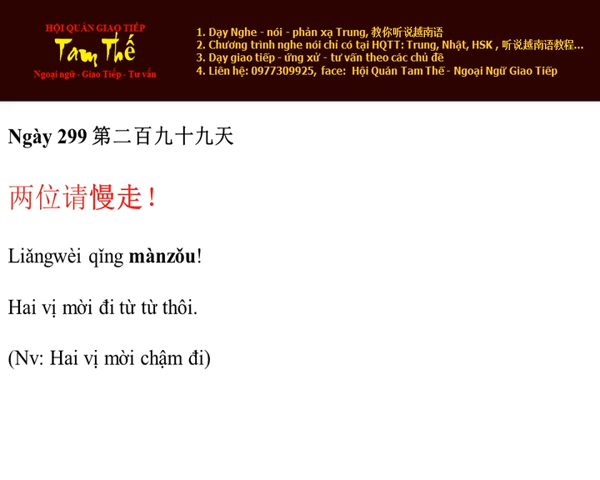 HỘI QUÁN GIAO TIẾP
Tam Thế
Ngoại ngữ - Giao Tiếp - Tư vấn
1. Dạy Nghe - nói - phản xạ Trung, 教你听说越南语
2. Chương trình nghe nói chỉ có tại HQTT: Trung, Nhật, HSK , 听说越南语教程...
3. Dạy giao tiếp - ứng xử - tư vấn theo các chủ đề
4. Liên hệ: 0977309925, face: Hội Quán Tam Thế - Ngoại Ngữ Giao Tiếp
Ngày 299 第二百九十九天
两位请慢走！
Liǎngwèi qǐng mànzǒu!
Hai vị mời đi từ từ thôi.
(Nv: Hai vị mời chậm đi)